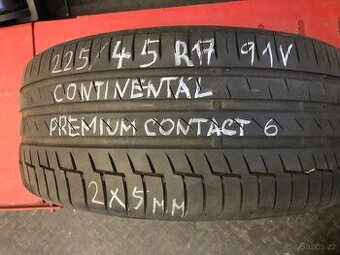 225/45 R17 91V
CONTINENTAL
PREMIUM CONTACT 6
2x5mm